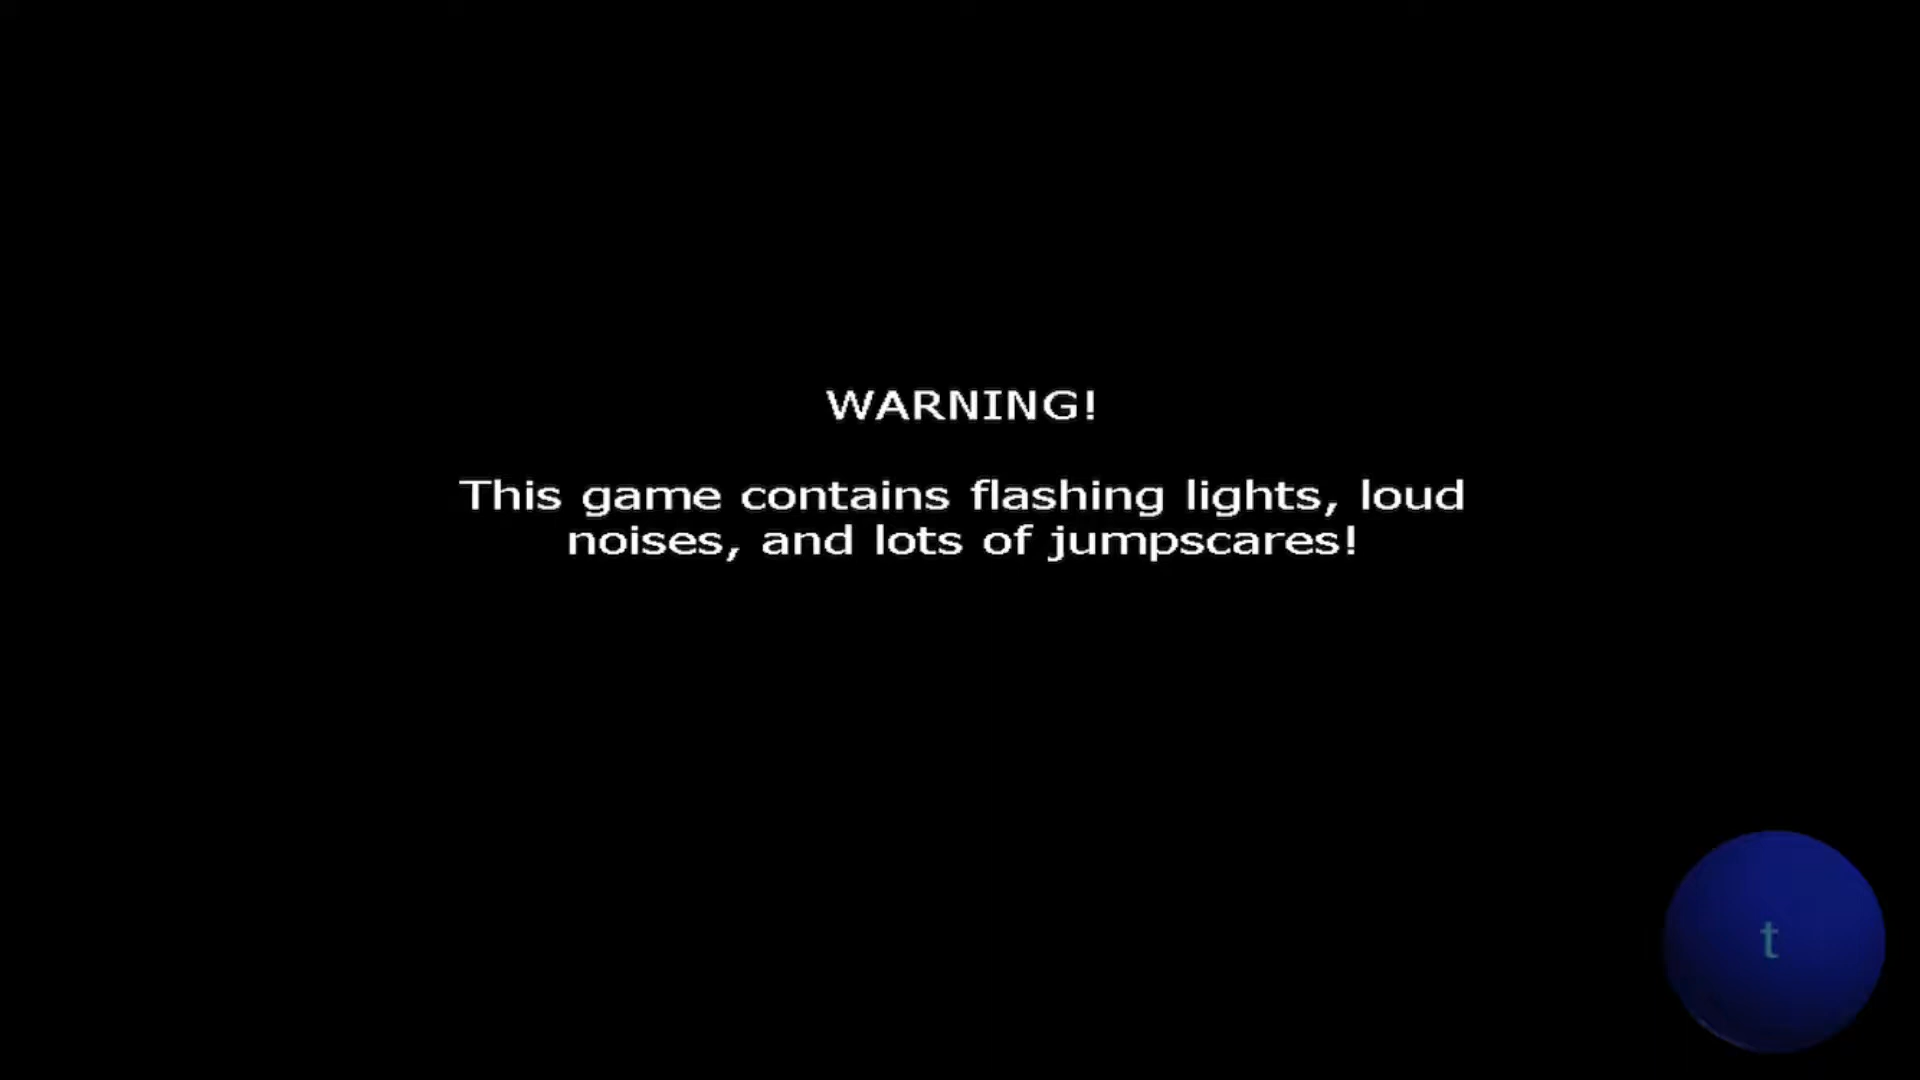 WARNING!
This game contains flashing lights, loud
noises, and lots of jumpscares!
t